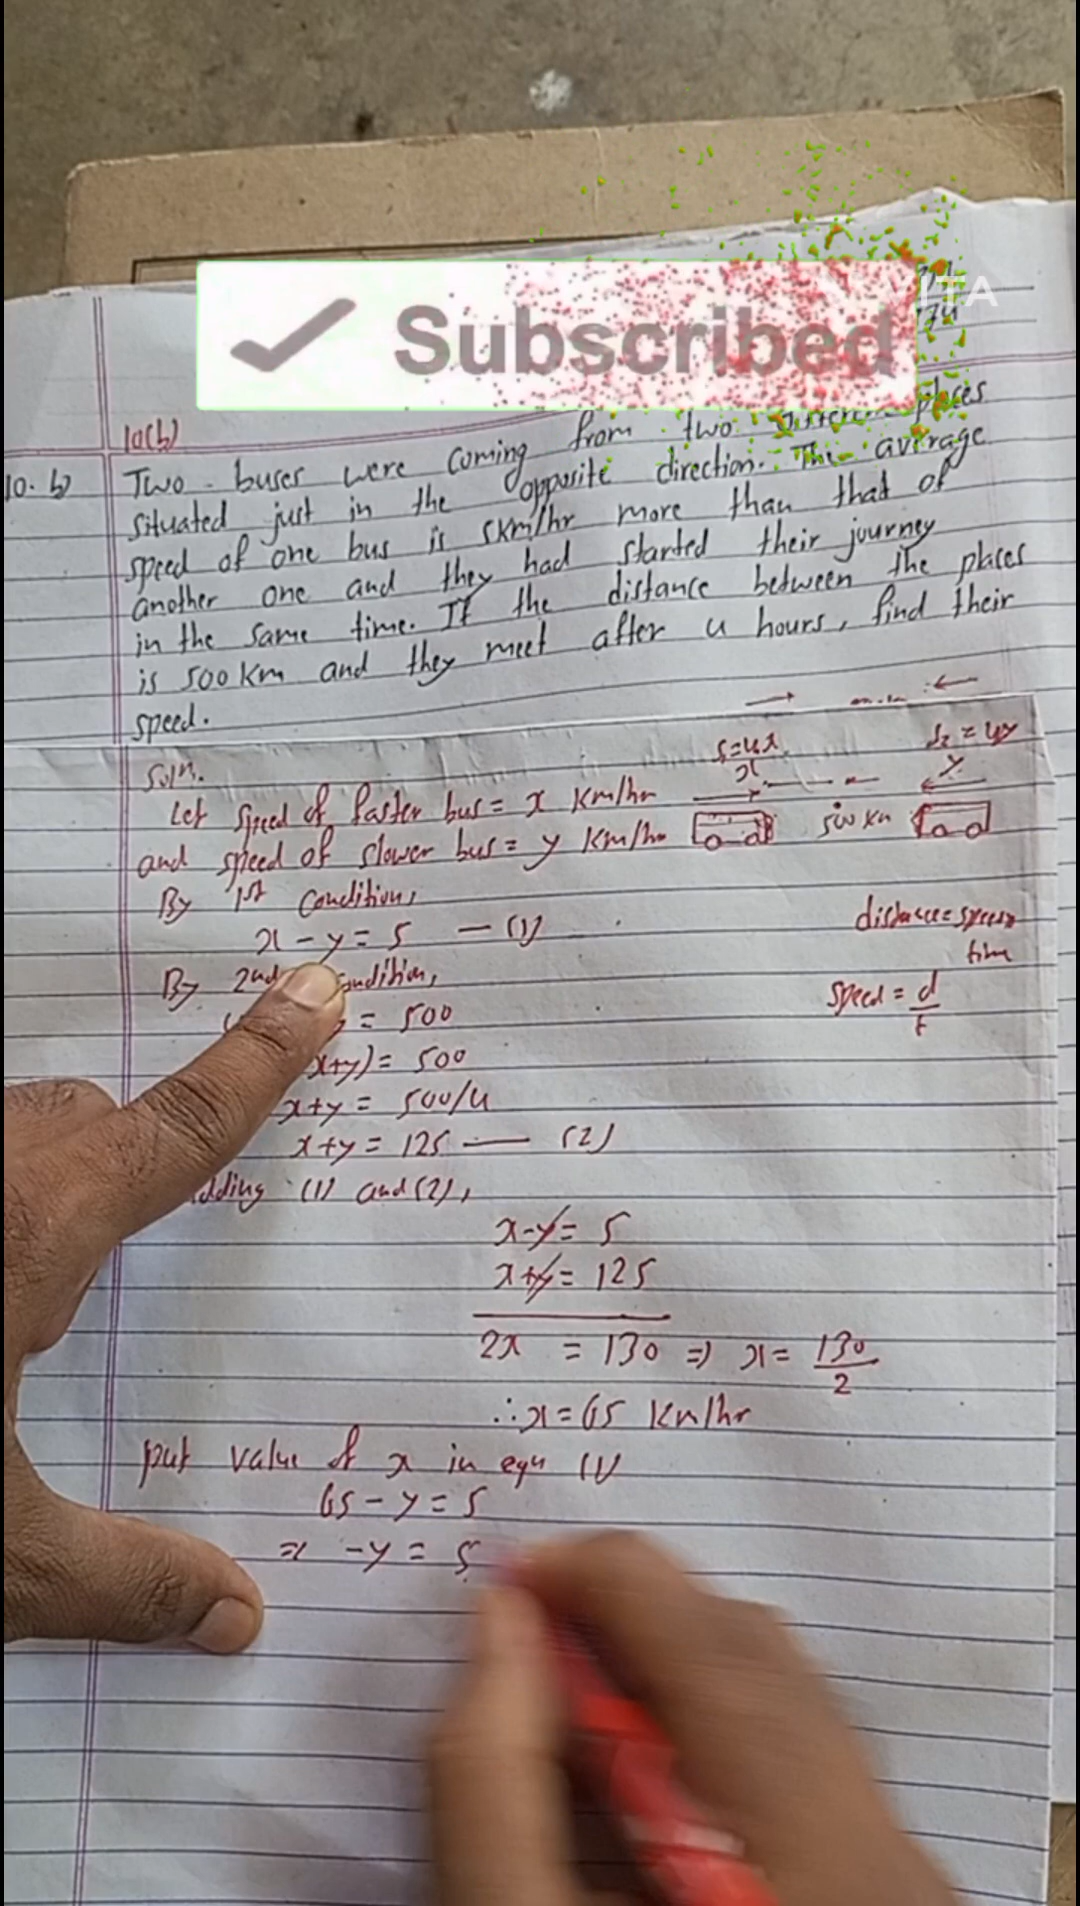 Subscribed
VITA
10(b)
10. b) Two buses were coming from two places
situated just in the opposite direction. The average
speed of one bus is 5km/hr more than that of
another one and they had started their journey
in the same time. If the distance between the places
is 500 km and they meet after 4 hours, find their
speed.
Soln.
Let speed of faster bus = x km/hr
and speed of slower bus = y km/hr
s₁=4x
x
s₂ = 4y
y
500 km
By 1st condition,
x - y = 5 — (1)
distance = speed×
time
By 2nd condition,
speed = d/t
= 500
x+y) = 500
x+y = 500/4
x+y = 125 — (2)
dding (1) and (2),
x-y = 5
x+y = 125
2x = 130 => x = 130/2
∴ x = 65 km/hr
put value of x in eqn (1)
65 - y = 5
=> -y = 5